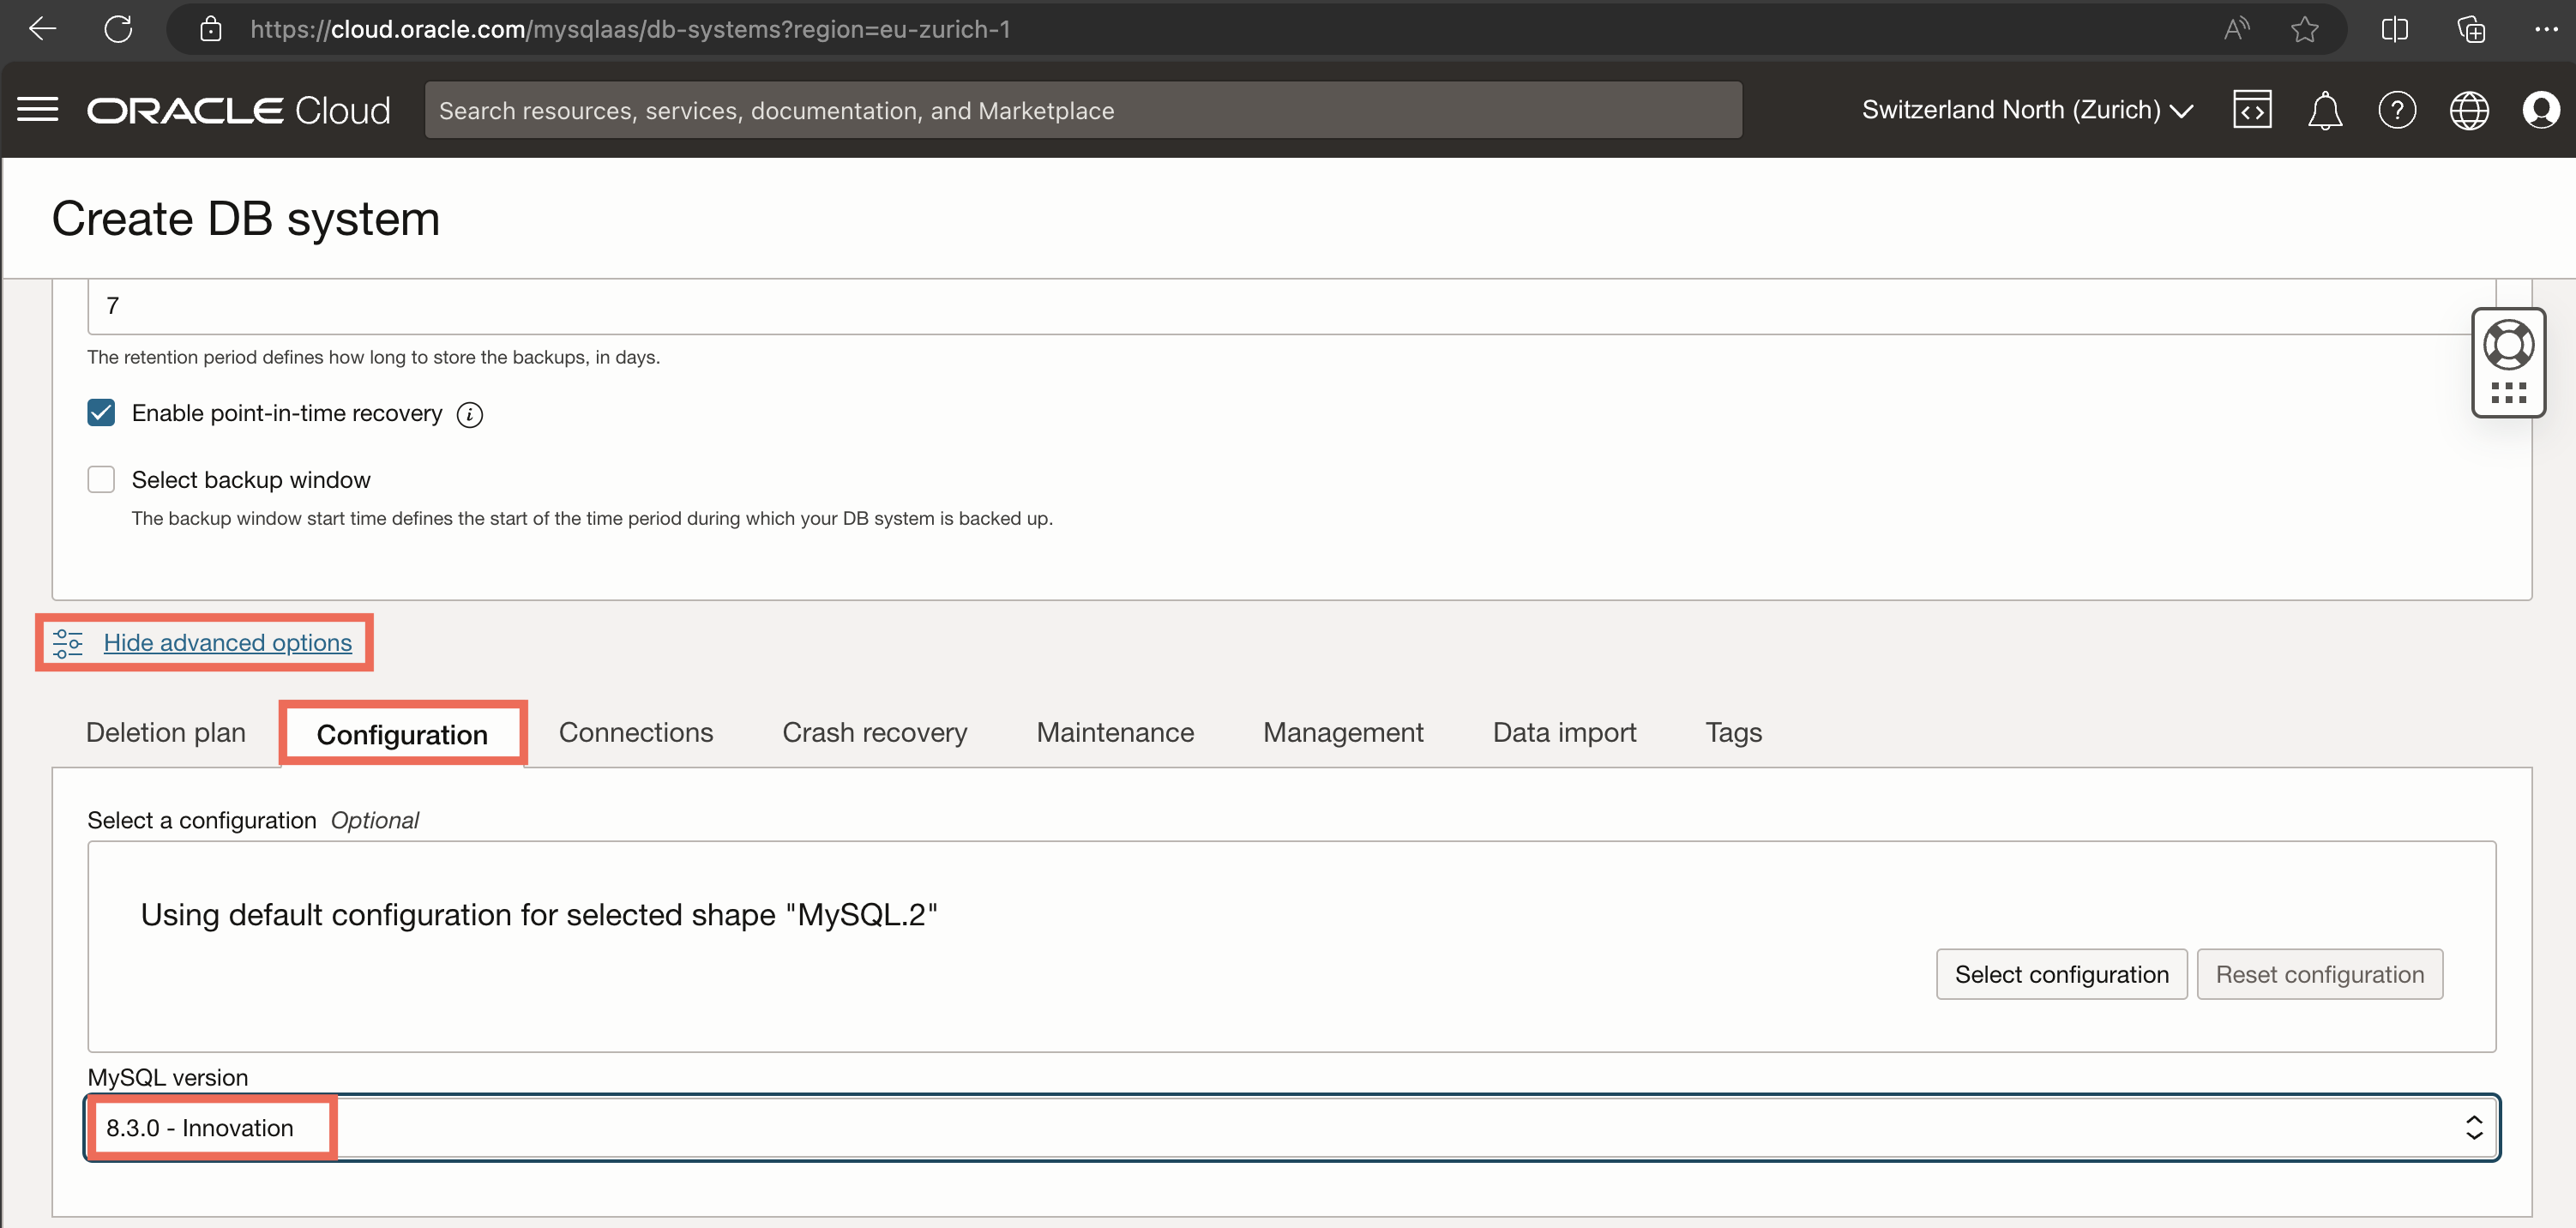 https://cloud.oracle.com/mysqlaas/db-systems?region=eu-zurich-1
ORACLE Cloud
Search resources, services, documentation, and Marketplace
Switzerland North (Zurich)
Create DB system
7
The retention period defines how long to store the backups, in days.
Enable point-in-time recovery
Select backup window
The backup window start time defines the start of the time period during which your DB system is backed up.
Hide advanced options
Deletion plan Configuration Connections Crash recovery Maintenance Management Data import Tags
Select a configuration Optional
Using default configuration for selected shape "MySQL.2"
Select configuration Reset configuration
MySQL version
8.3.0 - Innovation